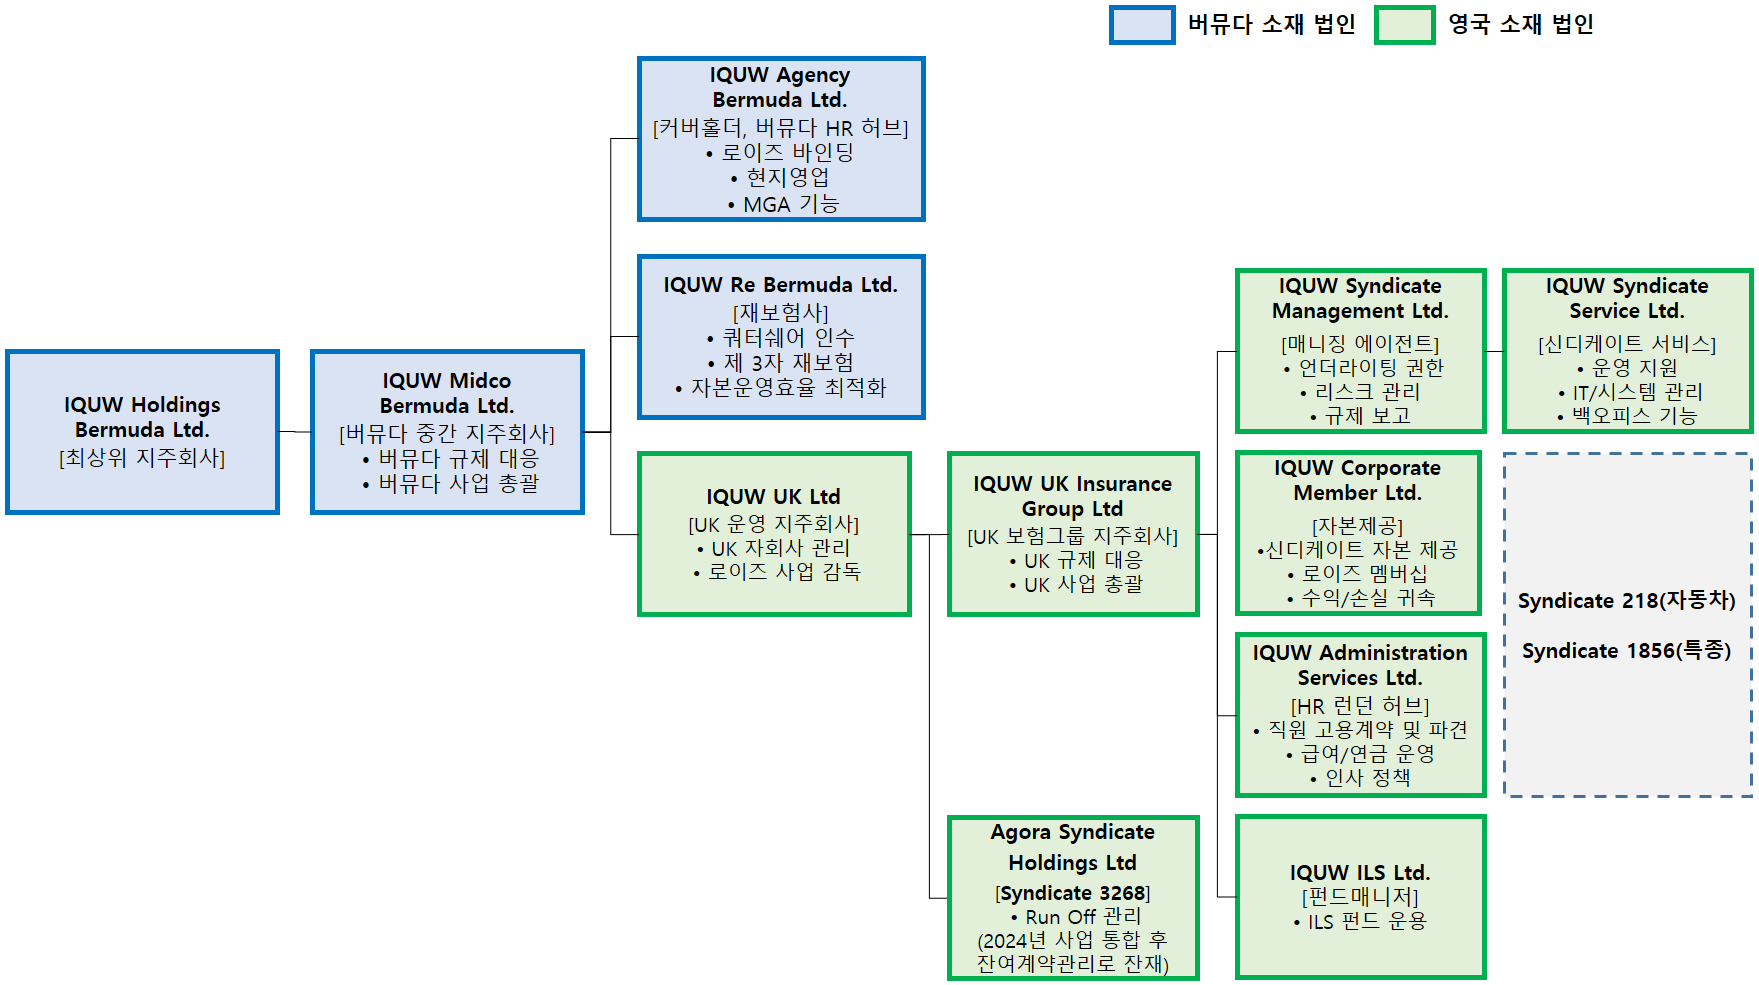 버뮤다 소재 법인
영국 소재 법인
IQUW Agency
Bermuda Ltd.
[커버홀더, 버뮤다 HR 허브]
• 로이즈 바인딩
• 현지영업
• MGA 기능
IQUW Re Bermuda Ltd.
[재보험사]
• 쿼터쉐어 인수
• 제 3자 재보험
• 자본운영효율 최적화
IQUW Holdings
Bermuda Ltd.
[최상위 지주회사]
IQUW Midco
Bermuda Ltd.
[버뮤다 중간 지주회사]
• 버뮤다 규제 대응
• 버뮤다 사업 총괄
IQUW UK Ltd
[UK 운영 지주회사]
• UK 자회사 관리
• 로이즈 사업 감독
IQUW UK Insurance
Group Ltd
[UK 보험그룹 지주회사]
• UK 규제 대응
• UK 사업 총괄
Agora Syndicate
Holdings Ltd
[Syndicate 3268]
• Run Off 관리
(2024년 사업 통합 후
잔여계약관리로 잔재)
IQUW Syndicate
Management Ltd.
[매니징 에이전트]
• 언더라이팅 권한
• 리스크 관리
• 규제 보고
IQUW Syndicate
Service Ltd.
[신디케이트 서비스]
• 운영 지원
• IT/시스템 관리
• 백오피스 기능
IQUW Corporate
Member Ltd.
[자본제공]
•신디케이트 자본 제공
• 로이즈 멤버십
• 수익/손실 귀속
IQUW Administration
Services Ltd.
[HR 런던 허브]
• 직원 고용계약 및 파견
• 급여/연금 운영
• 인사 정책
IQUW ILS Ltd.
[펀드매니저]
• ILS 펀드 운용
Syndicate 218(자동차)
Syndicate 1856(특종)